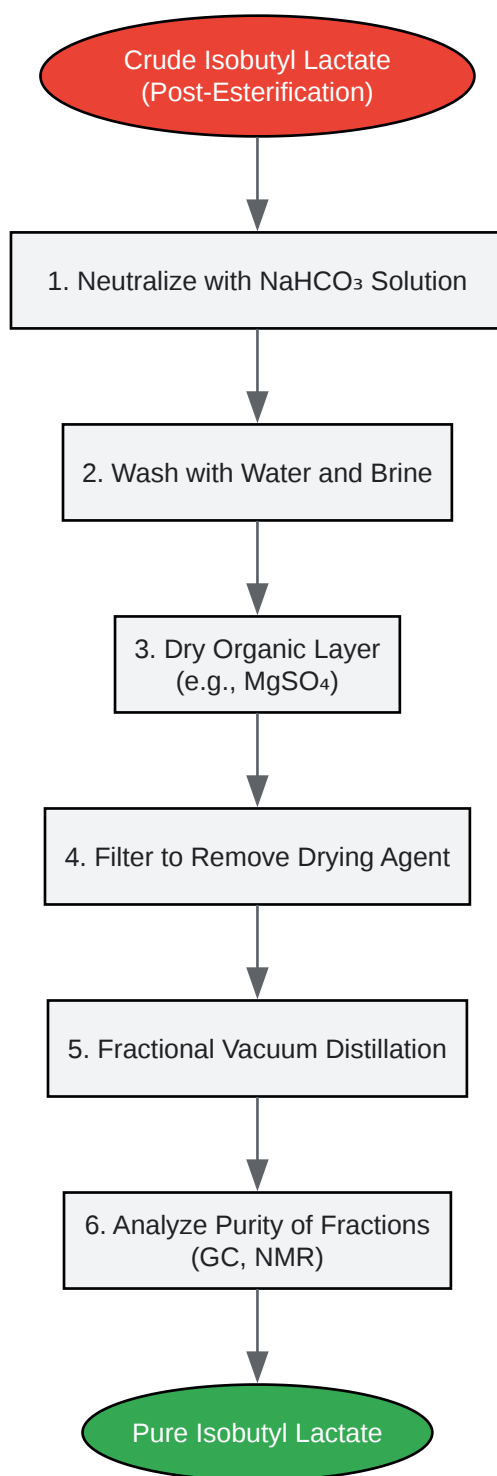 Crude Isobutyl Lactate
(Post-Esterification)
1. Neutralize with NaHCO₃ Solution
2. Wash with Water and Brine
3. Dry Organic Layer
(e.g., MgSO₄)
4. Filter to Remove Drying Agent
5. Fractional Vacuum Distillation
6. Analyze Purity of Fractions
(GC, NMR)
Pure Isobutyl Lactate